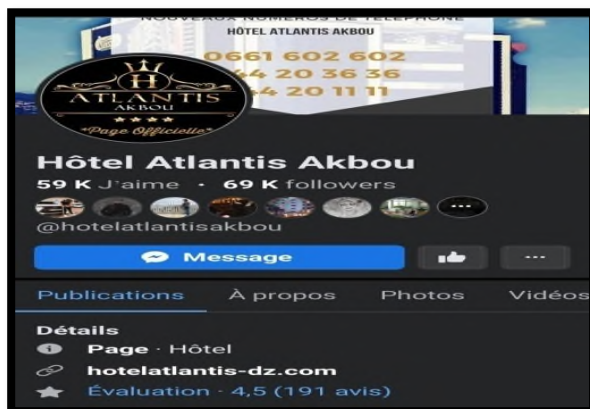 NOUVEAUX NUMÉROS DE TÉLÉPHONE
HÔTEL ATLANTIS AKBOU
0661 602 602
44 20 36 36
44 20 11 11
H
ATLANTIS
AKBOU
"Page Officielle"
Hôtel Atlantis Akbou
59 K J'aime · 69 K followers
@hotelatlantisakbou
Message
Publications À propos Photos Vidéos
Détails
Page · Hôtel
hotelatlantis-dz.com
Évaluation · 4,5 (191 avis)